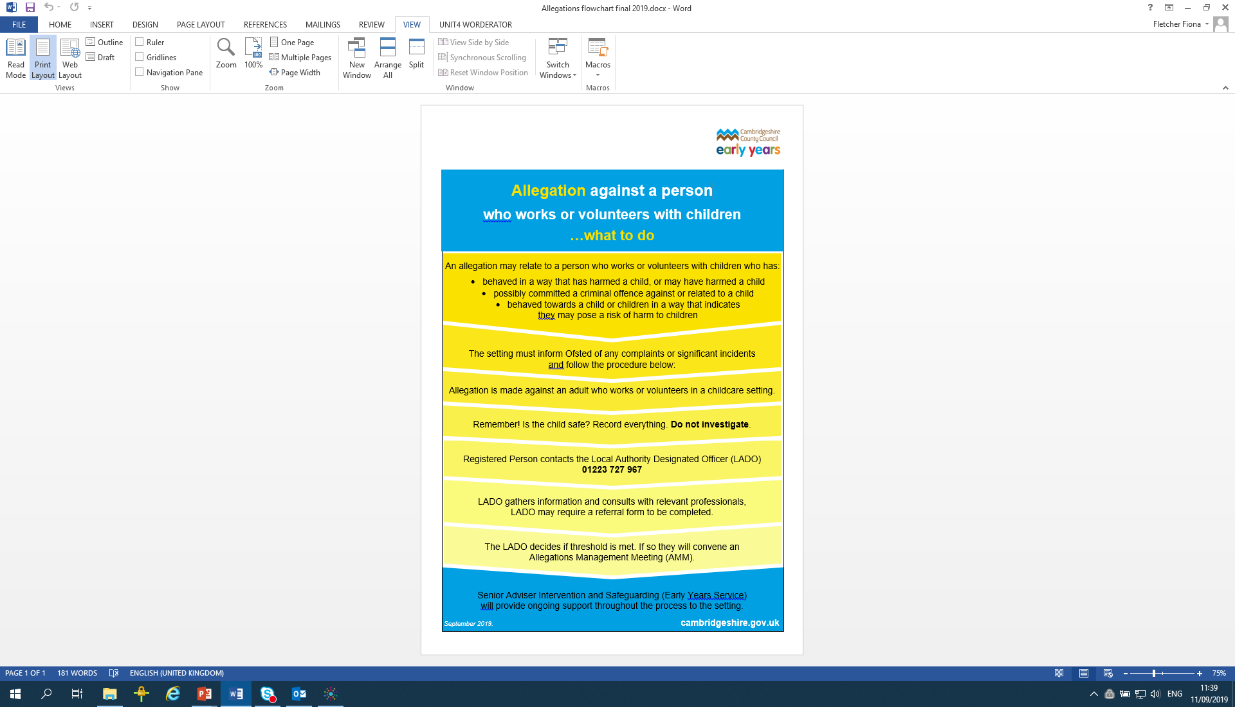 Allegations flowchart final 2019.docx - Word
FILE HOME INSERT DESIGN PAGE LAYOUT REFERENCES MAILINGS REVIEW VIEW UNIT4 WORDERATOR
Fletcher Fiona
Read Mode
Print Layout
Web Layout
Outline
Draft
Views
Ruler
Gridlines
Navigation Pane
Show
Zoom
100%
One Page
Multiple Pages
Page Width
Zoom
New Window
Arrange All
Split
View Side by Side
Synchronous Scrolling
Reset Window Position
Window
Switch Windows
Macros
Macros
Cambridgeshire
County Council
early years
Allegation against a person
who works or volunteers with children
…what to do
An allegation may relate to a person who works or volunteers with children who has:
• behaved in a way that has harmed a child, or may have harmed a child
• possibly committed a criminal offence against or related to a child
• behaved towards a child or children in a way that indicates
they may pose a risk of harm to children
The setting must inform Ofsted of any complaints or significant incidents
and follow the procedure below:
Allegation is made against an adult who works or volunteers in a childcare setting.
Remember! Is the child safe? Record everything. Do not investigate.
Registered Person contacts the Local Authority Designated Officer (LADO)
01223 727 967
LADO gathers information and consults with relevant professionals,
LADO may require a referral form to be completed.
The LADO decides if threshold is met. If so they will convene an
Allegations Management Meeting (AMM).
Senior Adviser Intervention and Safeguarding (Early Years Service)
will provide ongoing support throughout the process to the setting.
September 2019.
cambridgeshire.gov.uk
PAGE 1 OF 1 181 WORDS ENGLISH (UNITED KINGDOM)
75%
ENG
11:39
11/09/2019